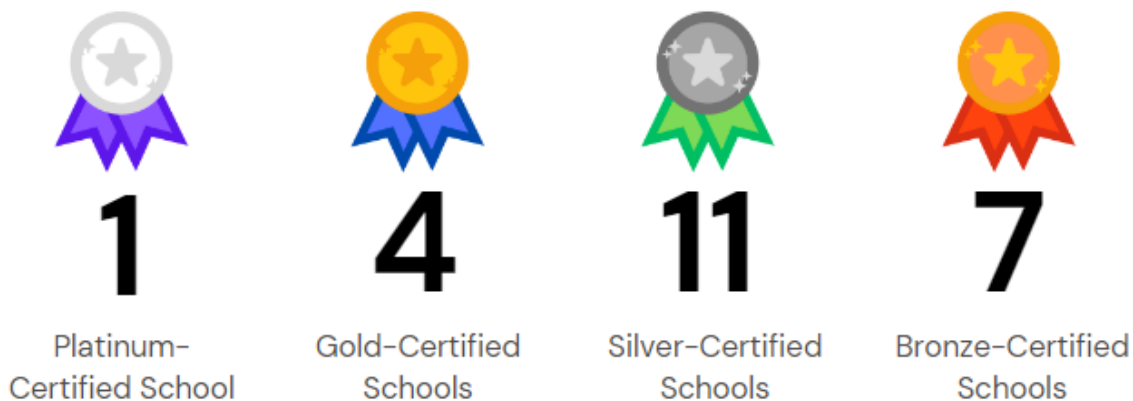 1
Platinum-
Certified School
4
Gold-Certified
Schools
11
Silver-Certified
Schools
7
Bronze-Certified
Schools